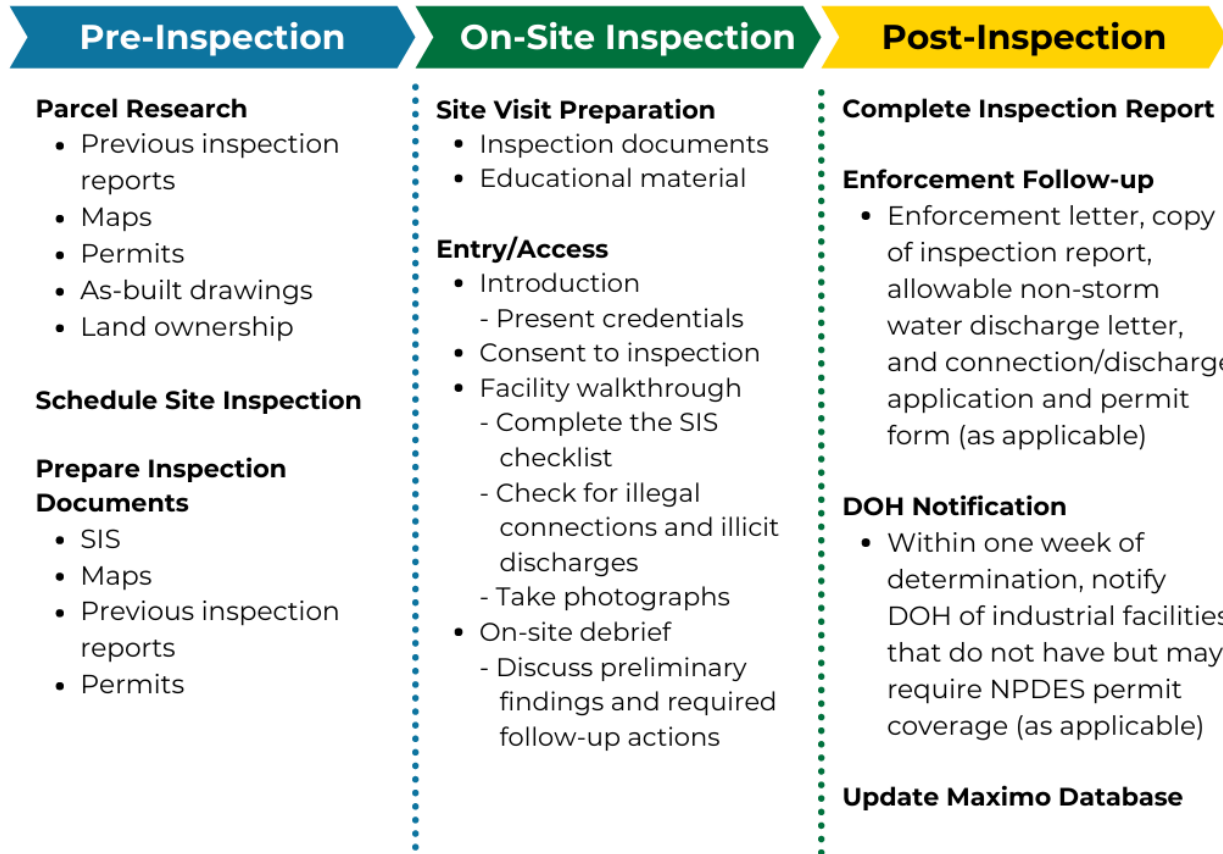 Pre-Inspection
Parcel Research
• Previous inspection
reports
• Maps
• Permits
• As-built drawings
• Land ownership
Schedule Site Inspection
Prepare Inspection
Documents
• SIS
• Maps
• Previous inspection
reports
• Permits
On-Site Inspection
Site Visit Preparation
• Inspection documents
• Educational material
Entry/Access
• Introduction
- Present credentials
• Consent to inspection
• Facility walkthrough
- Complete the SIS
checklist
- Check for illegal
connections and illicit
discharges
- Take photographs
• On-site debrief
- Discuss preliminary
findings and required
follow-up actions
Post-Inspection
Complete Inspection Report
Enforcement Follow-up
• Enforcement letter, copy
of inspection report,
allowable non-storm
water discharge letter,
and connection/discharge
application and permit
form (as applicable)
DOH Notification
• Within one week of
determination, notify
DOH of industrial facilities
that do not have but may
require NPDES permit
coverage (as applicable)
Update Maximo Database